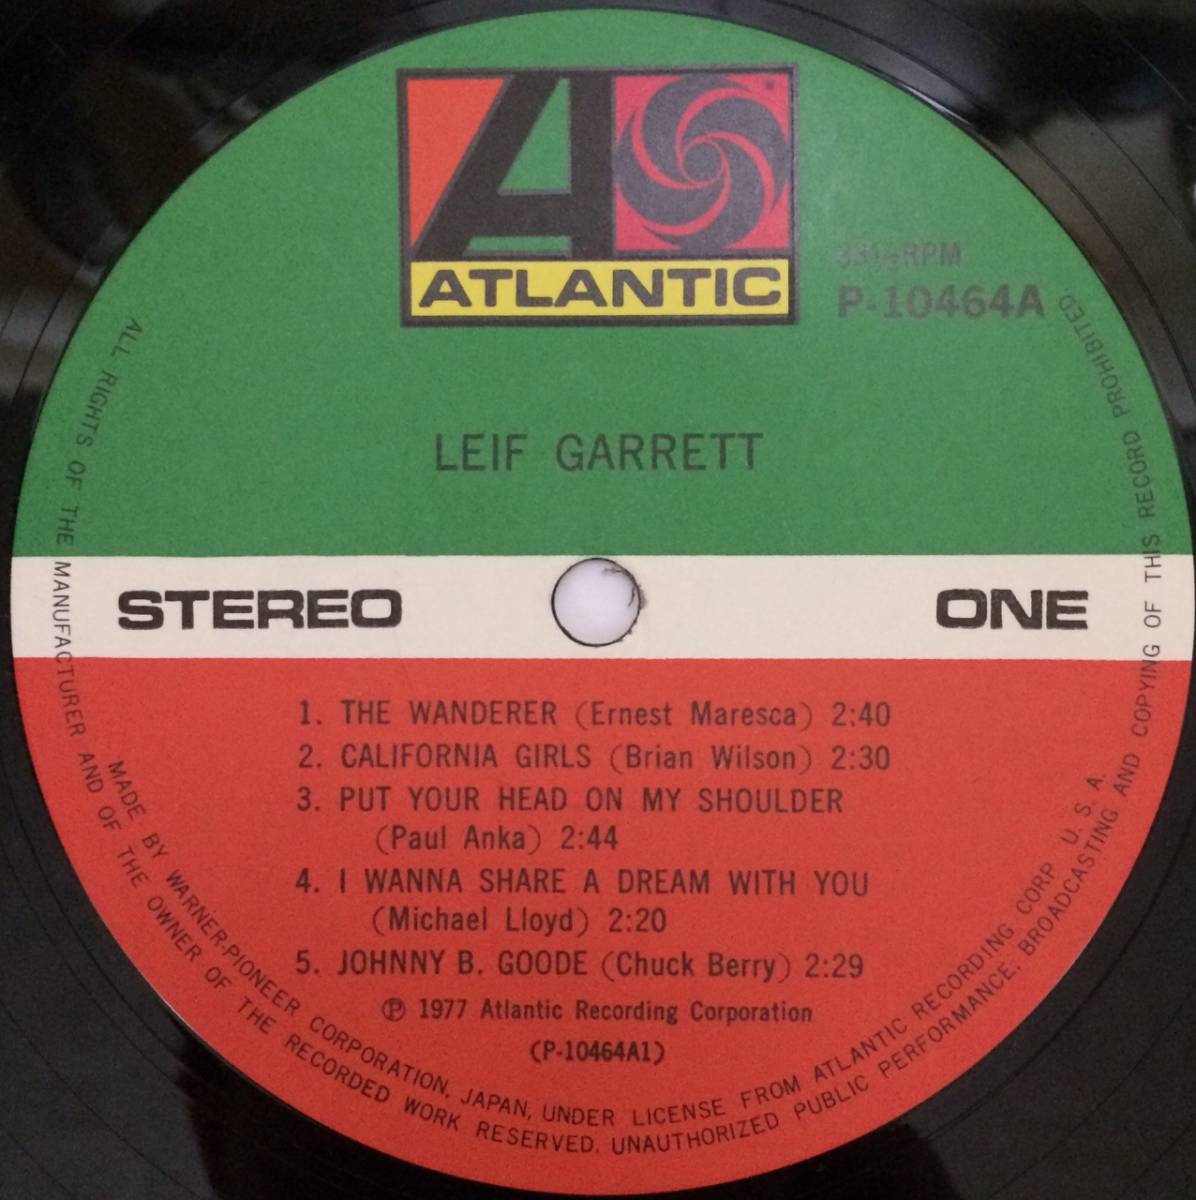 ATLANTIC
33 1/3 RPM
P-10464A
LEIF GARRETT
STEREO
ONE
1. THE WANDERER (Ernest Maresca) 2:40
2. CALIFORNIA GIRLS (Brian Wilson) 2:30
3. PUT YOUR HEAD ON MY SHOULDER
(Paul Anka) 2:44
4. I WANNA SHARE A DREAM WITH YOU
(Michael Lloyd) 2:20
5. JOHNNY B. GOODE (Chuck Berry) 2:29
℗ 1977 Atlantic Recording Corporation
(P-10464A1)
MADE BY WARNER-PIONEER CORPORATION, JAPAN, UNDER LICENSE FROM ATLANTIC RECORDING CORP U. S. A.
ALL RIGHTS OF THE MANUFACTURER AND OF THE OWNER OF THE RECORDED WORK RESERVED. UNAUTHORIZED PUBLIC PERFORMANCE, BROADCASTING AND COPYING OF THIS RECORD PROHIBITED.